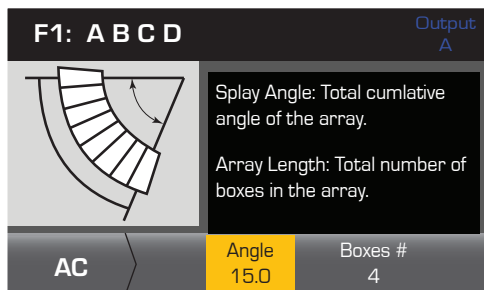 F1: A B C D
Output
A
Splay Angle: Total cumlative
angle of the array.
Array Length: Total number of
boxes in the array.
AC
Angle
15.0
Boxes #
4